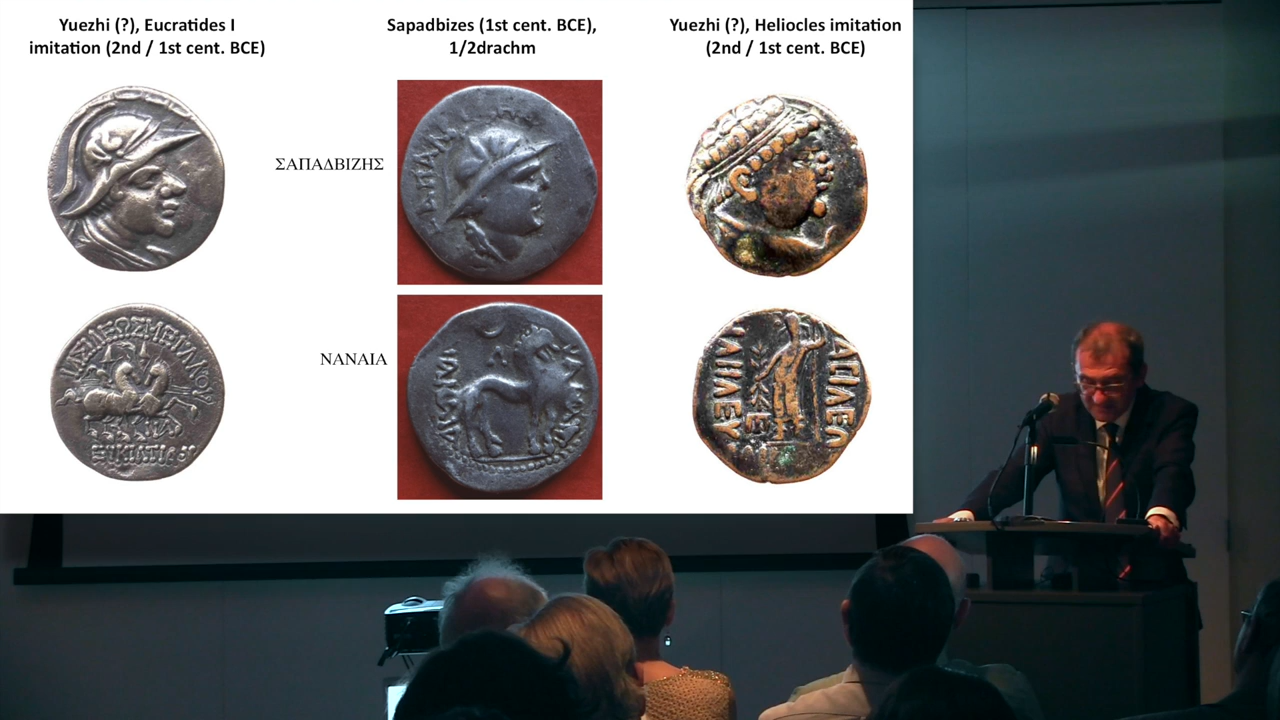 Yuezhi (?), Eucratides I
imitation (2nd / 1st cent. BCE)
Sapadbizes (1st cent. BCE),
1/2drachm
Yuezhi (?), Heliocles imitation
(2nd / 1st cent. BCE)
ΣΑΠΑΔΒΙΖΗΣ
ΝΑΝΑΙΑ